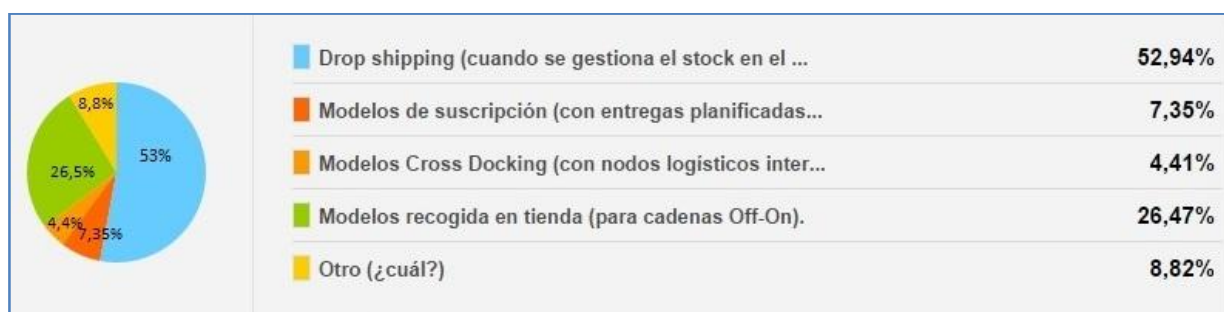 8,8%
53%
26,5%
4,4%
7,35%
Drop shipping (cuando se gestiona el stock en el ... 52,94%
Modelos de suscripción (con entregas planificadas... 7,35%
Modelos Cross Docking (con nodos logísticos inter... 4,41%
Modelos recogida en tienda (para cadenas Off-On). 26,47%
Otro (¿cuál?) 8,82%